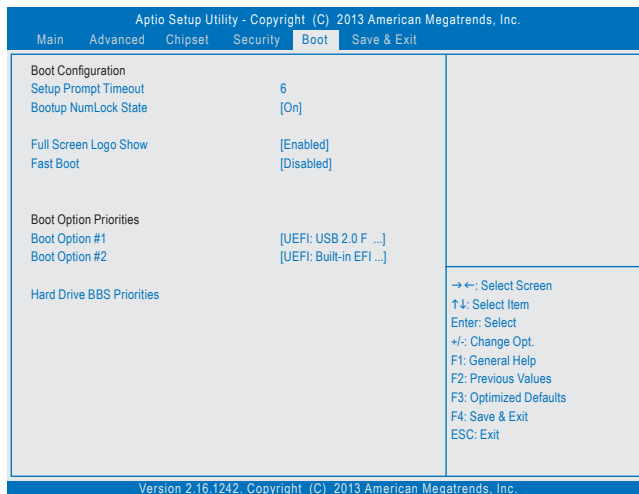 Aptio Setup Utility - Copyright (C) 2013 American Megatrends, Inc.
Main Advanced Chipset Security Boot Save & Exit
Boot Configuration
Setup Prompt Timeout 6
Bootup NumLock State [On]
Full Screen Logo Show [Enabled]
Fast Boot [Disabled]
Boot Option Priorities
Boot Option #1 [UEFI: USB 2.0 F ...]
Boot Option #2 [UEFI: Built-in EFI ...]
Hard Drive BBS Priorities
→←: Select Screen
↑↓: Select Item
Enter: Select
+/-: Change Opt.
F1: General Help
F2: Previous Values
F3: Optimized Defaults
F4: Save & Exit
ESC: Exit
Version 2.16.1242. Copyright (C) 2013 American Megatrends, Inc.